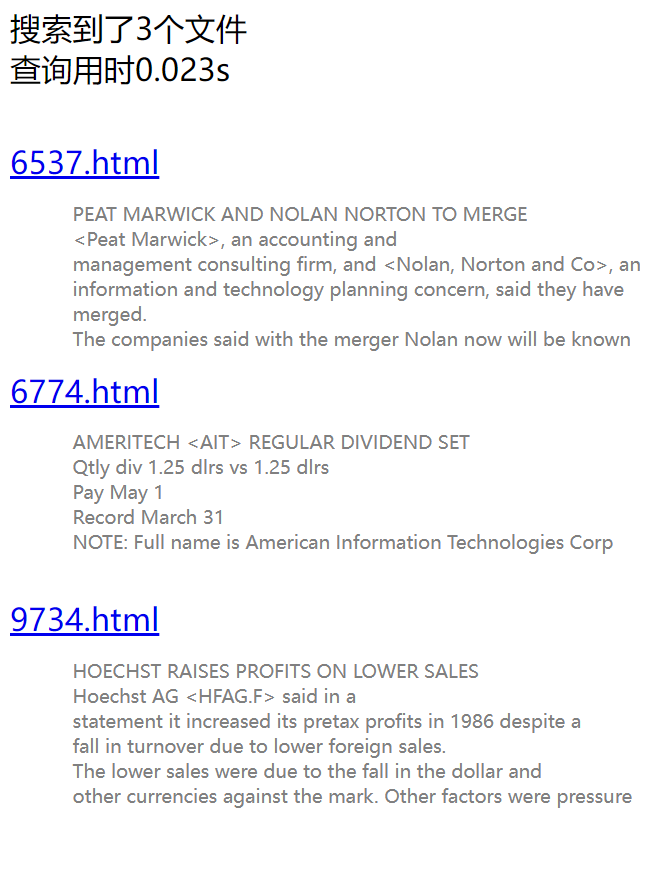 搜索到了3个文件
查询用时0.023s
6537.html
PEAT MARWICK AND NOLAN NORTON TO MERGE
<Peat Marwick>, an accounting and
management consulting firm, and <Nolan, Norton and Co>, an
information and technology planning concern, said they have
merged.
The companies said with the merger Nolan now will be known
6774.html
AMERITECH <AIT> REGULAR DIVIDEND SET
Qtly div 1.25 dlrs vs 1.25 dlrs
Pay May 1
Record March 31
NOTE: Full name is American Information Technologies Corp
9734.html
HOECHST RAISES PROFITS ON LOWER SALES
Hoechst AG <HFAG.F> said in a
statement it increased its pretax profits in 1986 despite a
fall in turnover due to lower foreign sales.
The lower sales were due to the fall in the dollar and
other currencies against the mark. Other factors were pressure